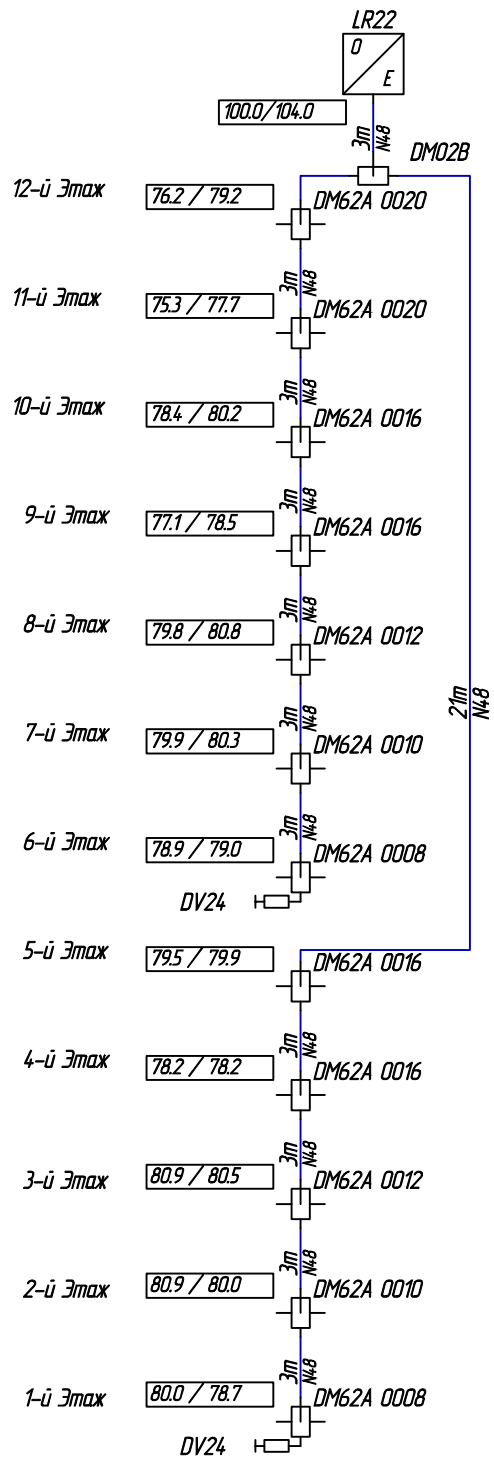 LR22
O
E
100.0/104.0
3m
N48
DM02B
12-й Этаж
76.2 / 79.2
DM62A 0020
3m
N48
11-й Этаж
75.3 / 77.7
DM62A 0020
3m
N48
10-й Этаж
78.4 / 80.2
DM62A 0016
3m
N48
9-й Этаж
77.1 / 78.5
DM62A 0016
3m
N48
8-й Этаж
79.8 / 80.8
DM62A 0012
3m
N48
21m
N48
7-й Этаж
79.9 / 80.3
DM62A 0010
3m
N48
6-й Этаж
78.9 / 79.0
DM62A 0008
DV24
5-й Этаж
79.5 / 79.9
DM62A 0016
3m
N48
4-й Этаж
78.2 / 78.2
DM62A 0016
3m
N48
3-й Этаж
80.9 / 80.5
DM62A 0012
3m
N48
2-й Этаж
80.9 / 80.0
DM62A 0010
3m
N48
1-й Этаж
80.0 / 78.7
DM62A 0008
DV24